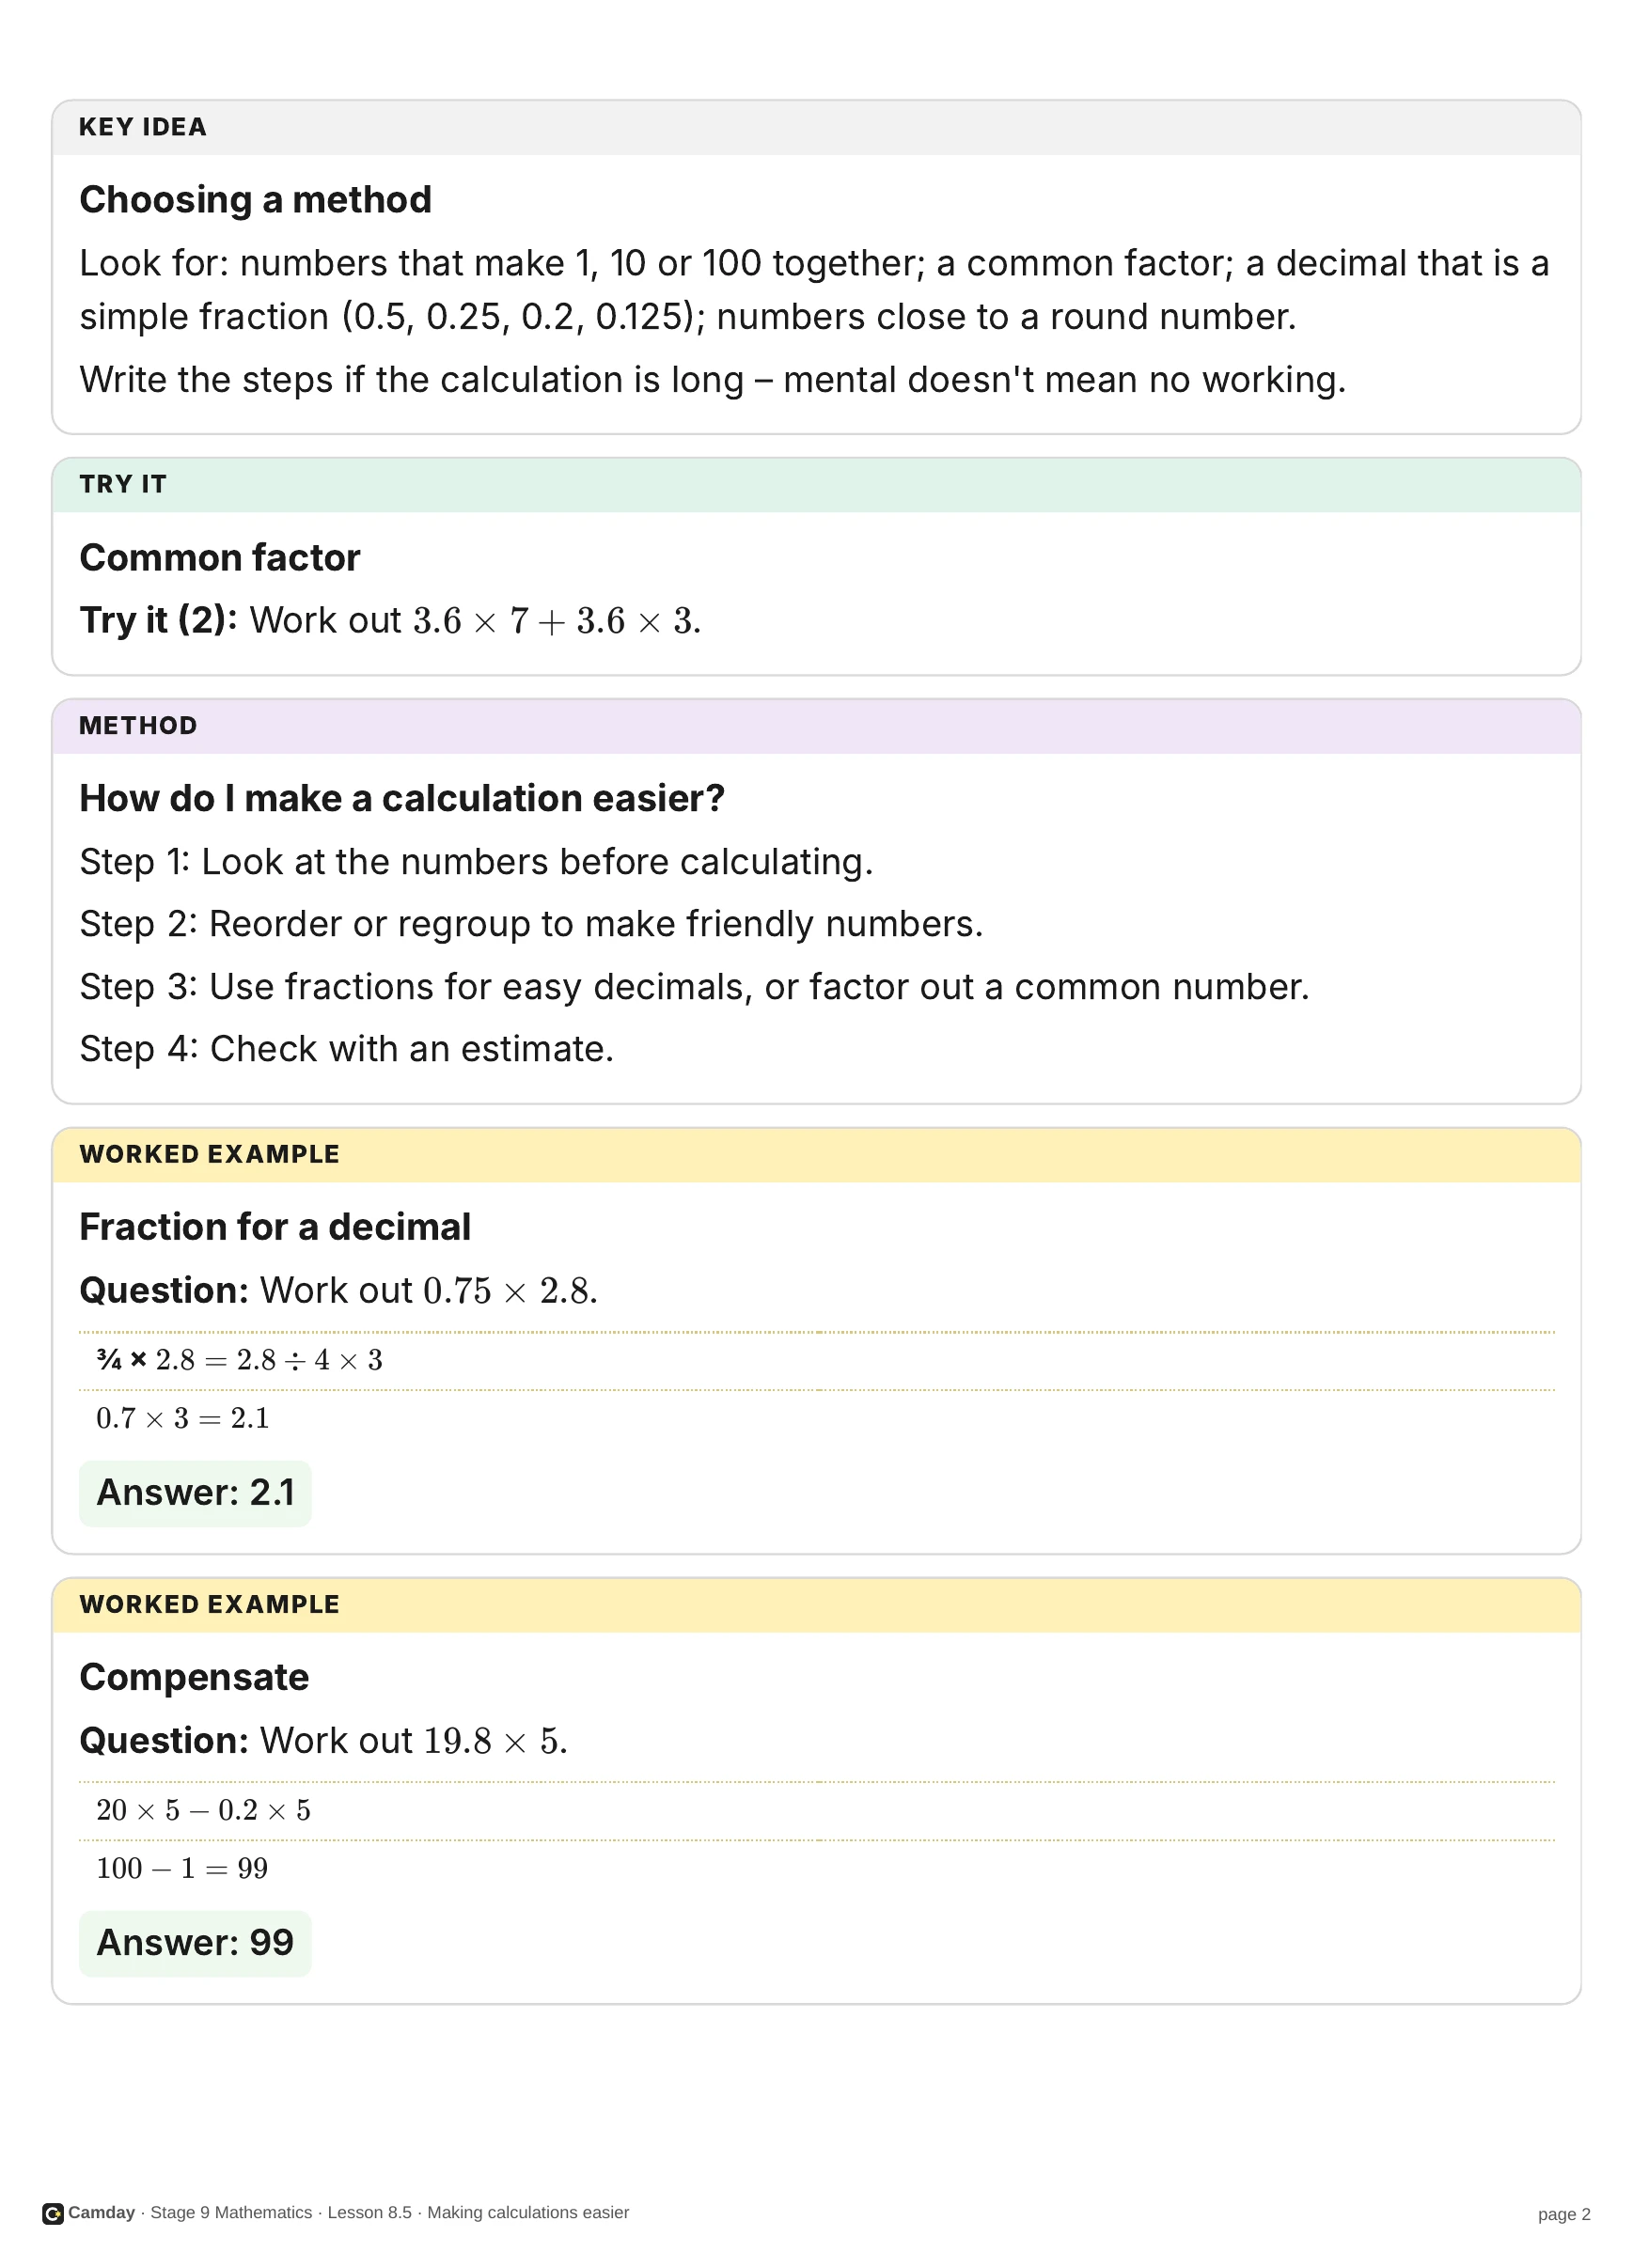 KEY IDEA
Choosing a method
Look for: numbers that make 1, 10 or 100 together; a common factor; a decimal that is a
simple fraction (0.5, 0.25, 0.2, 0.125); numbers close to a round number.
Write the steps if the calculation is long – mental doesn't mean no working.
TRY IT
Common factor
Try it (2): Work out 3.6 × 7 + 3.6 × 3.
METHOD
How do I make a calculation easier?
Step 1: Look at the numbers before calculating.
Step 2: Reorder or regroup to make friendly numbers.
Step 3: Use fractions for easy decimals, or factor out a common number.
Step 4: Check with an estimate.
WORKED EXAMPLE
Fraction for a decimal
Question: Work out 0.75 × 2.8.
¾ × 2.8 = 2.8 ÷ 4 × 3
0.7 × 3 = 2.1
Answer: 2.1
WORKED EXAMPLE
Compensate
Question: Work out 19.8 × 5.
20 × 5 − 0.2 × 5
100 − 1 = 99
Answer: 99
Camday · Stage 9 Mathematics · Lesson 8.5 · Making calculations easier
page 2